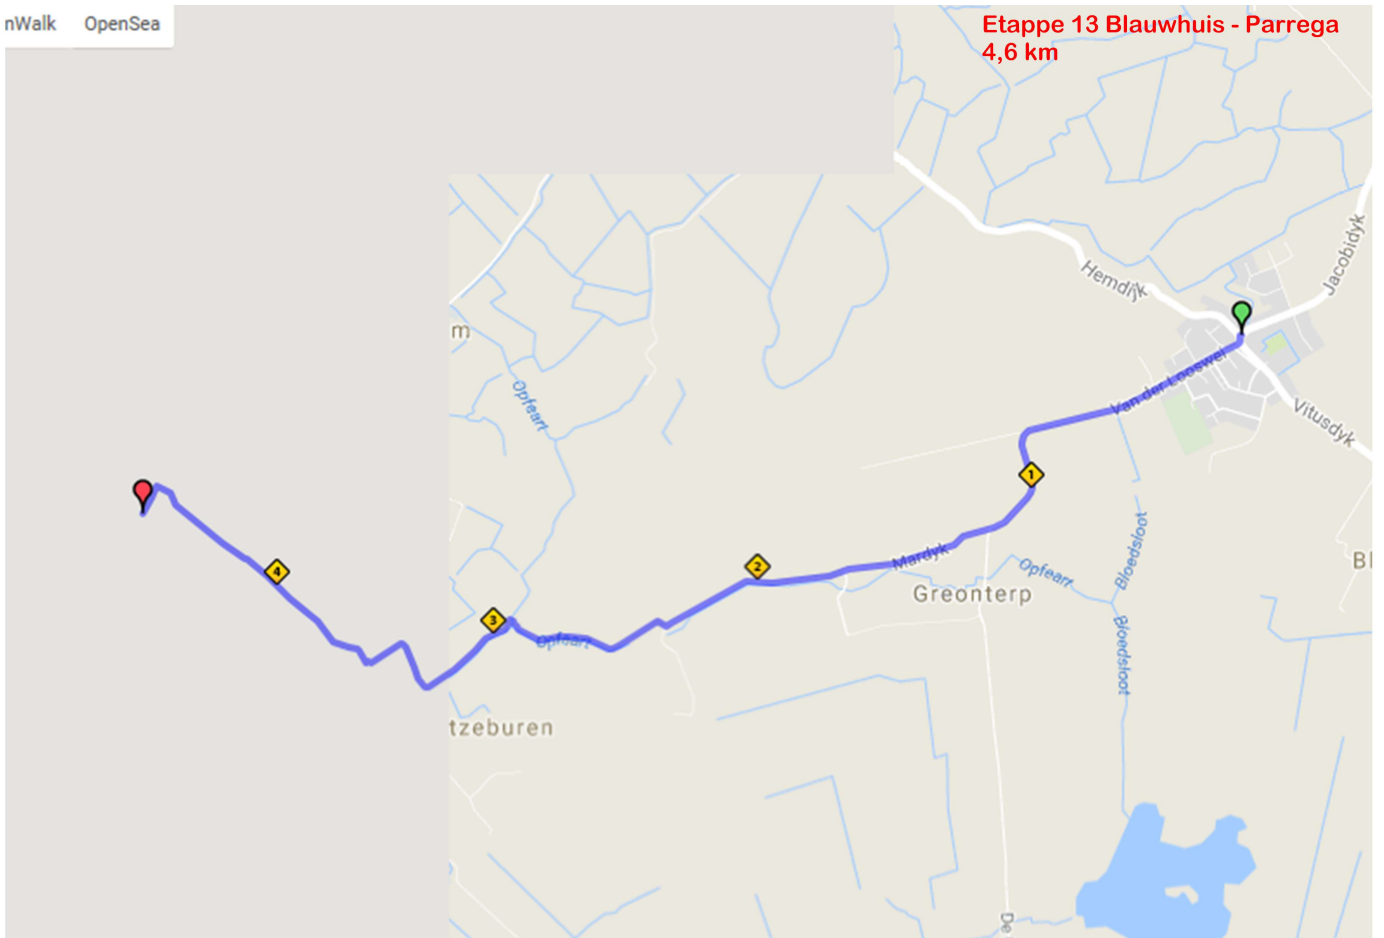 nWalk OpenSea
Etappe 13 Blauwhuis - Parrega
4,6 km
Jacobidyk
Hemdijk
m
Van der Looswei
Opfeart
Vitusdyk
1
Mardyk
Bloedsloot
2
4
Opfeart
Bl
Greonterp
3
Opfeart
Bloedsloot
tzeburen
De